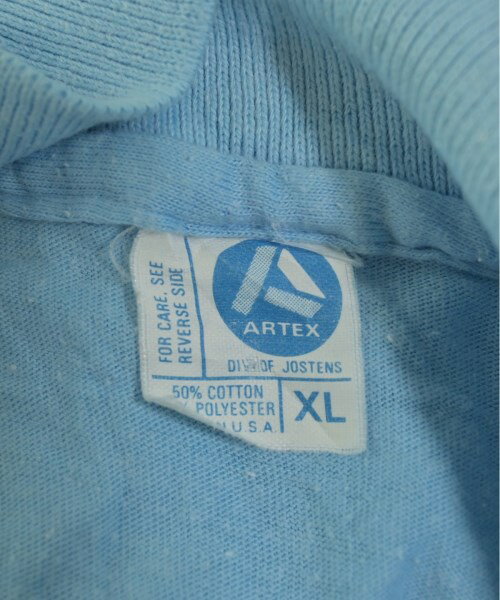 FOR CARE, SEE
REVERSE SIDE
ARTEX
DIV OF JOSTENS
50% COTTON
POLYESTER
U.S.A
XL